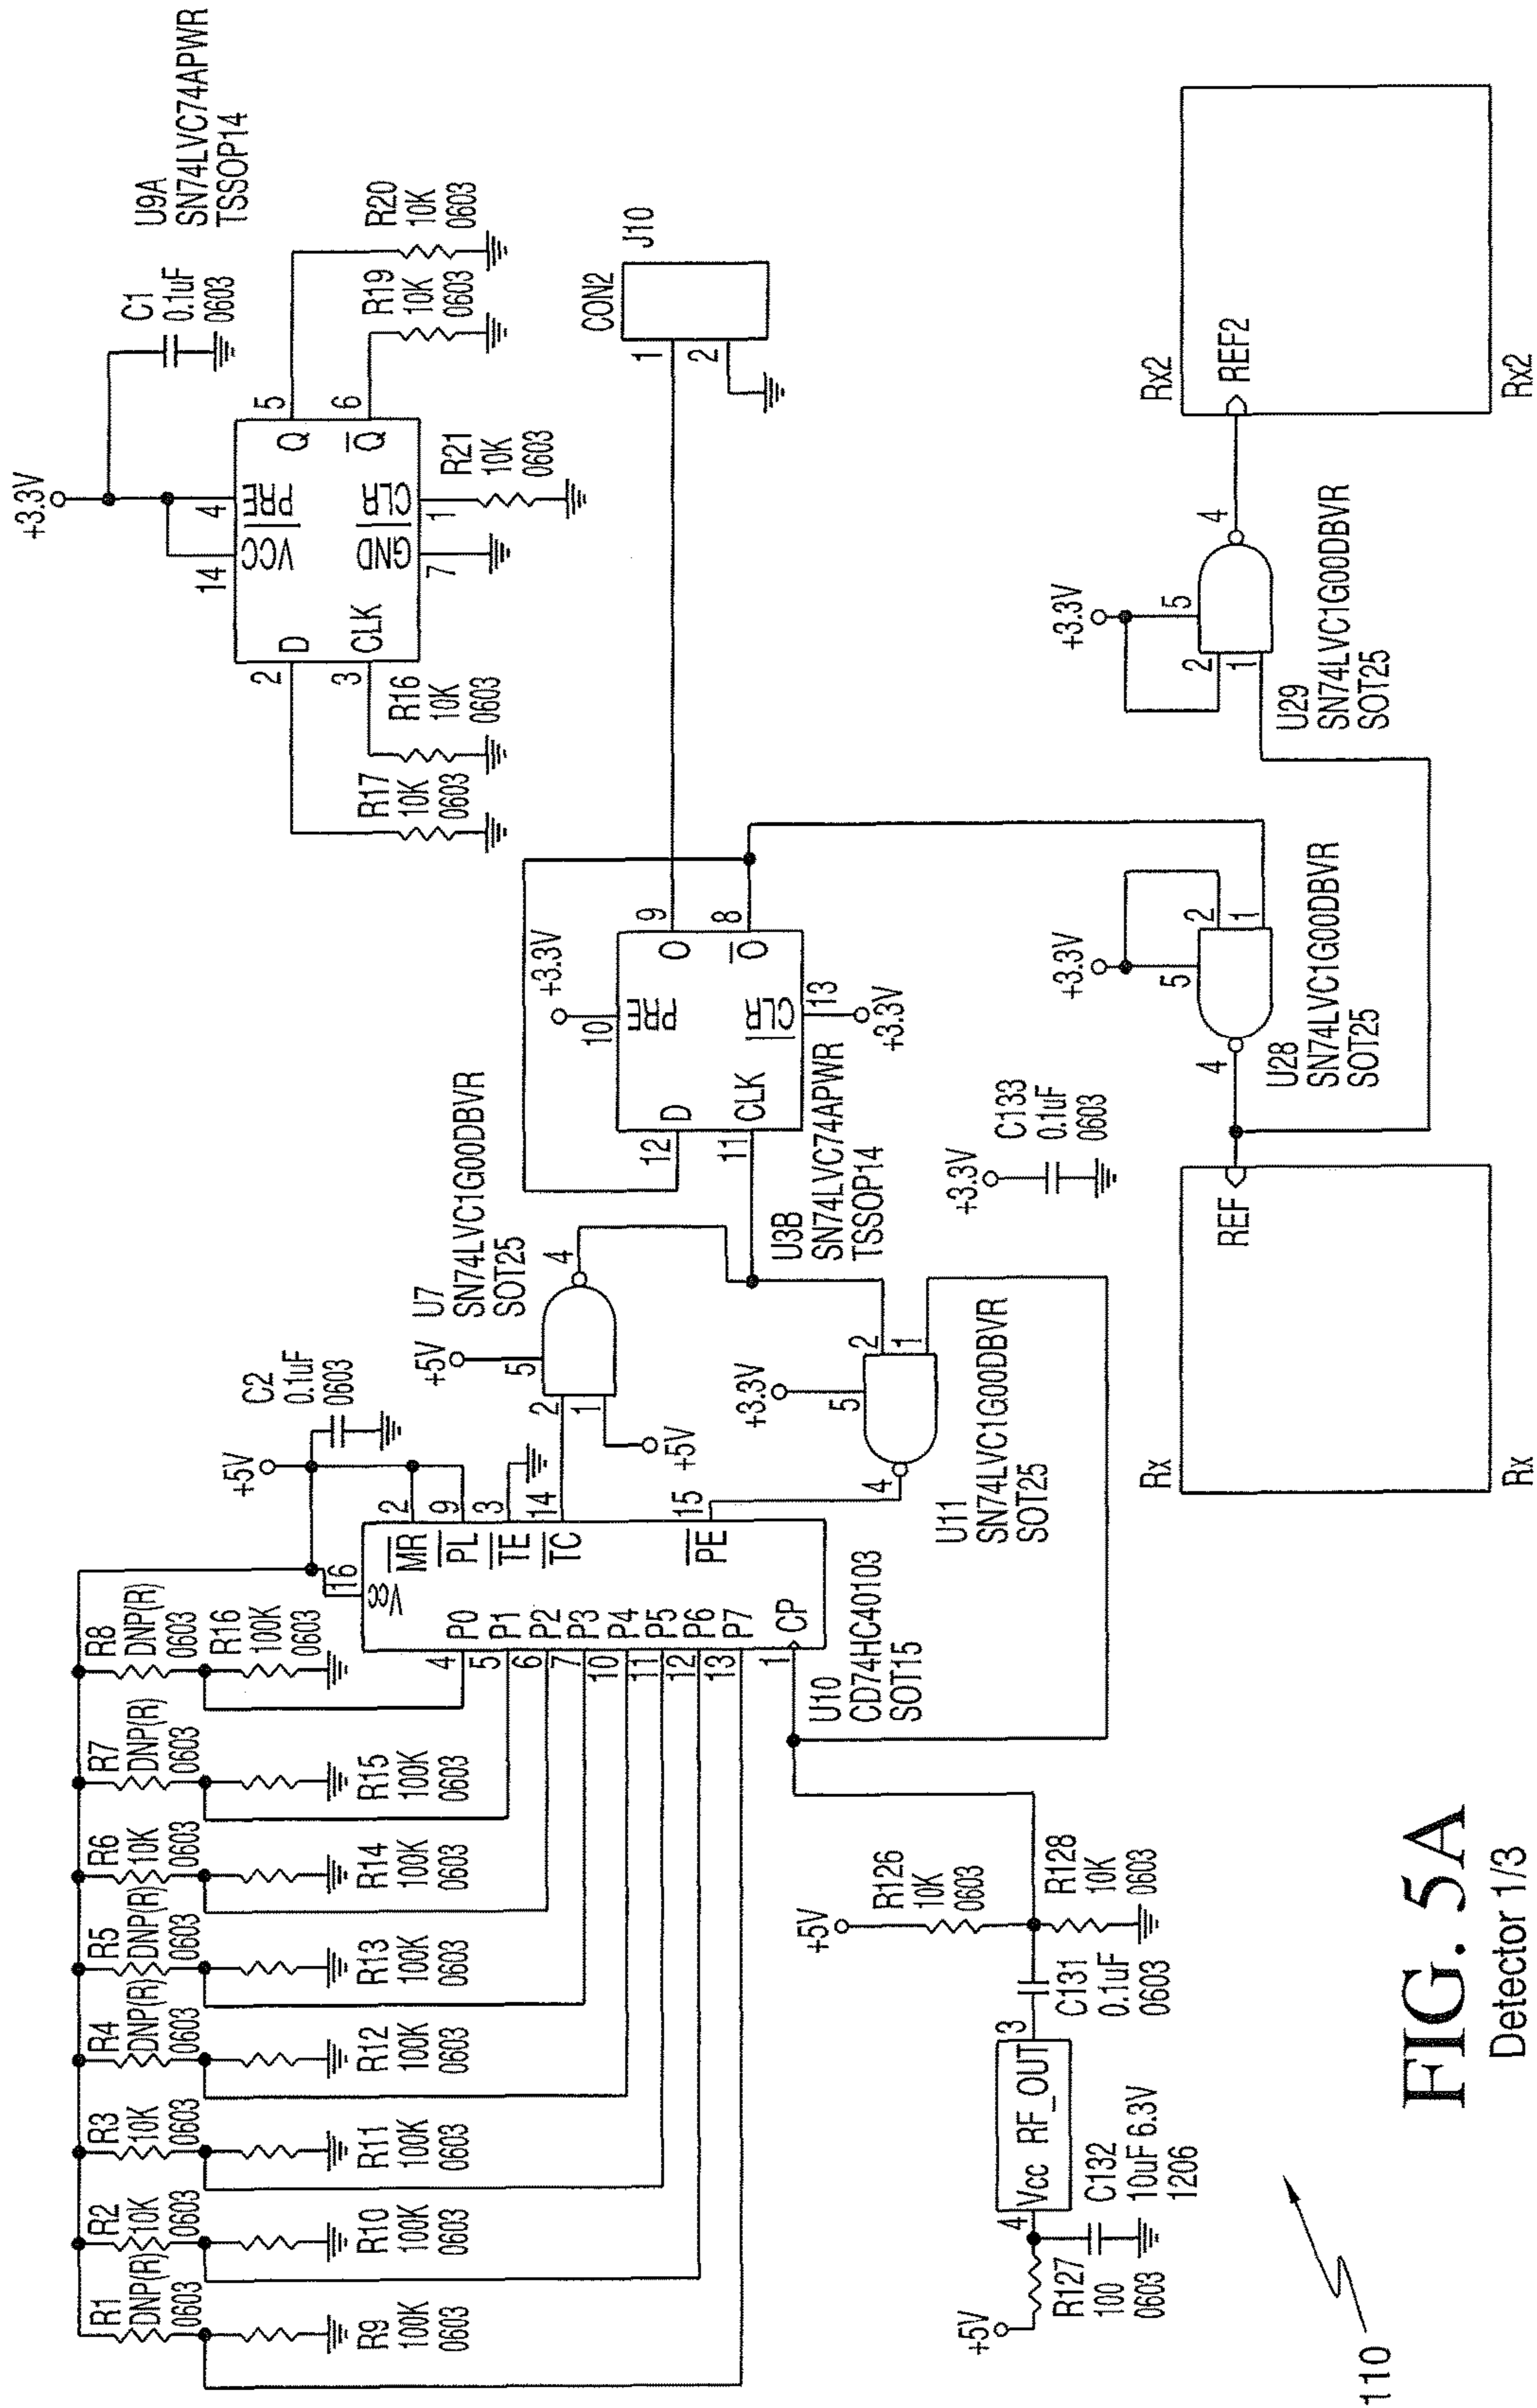 R1
DNP(R)
0603
R2
10K
0603
R3
10K
0603
R4
DNP(R)
0603
R5
DNP(R)
0603
R6
10K
0603
R7
DNP(R)
0603
R8
DNP(R)
0603
R9
100K
0603
R10
100K
0603
R11
100K
0603
R12
100K
0603
R13
100K
0603
R14
100K
0603
R15
100K
0603
R16
100K
0603
+5V
C2
0.1uF
0603
16
Vcc
4 P0
5 P1
6 P2
7 P3
10 P4
11 P5
12 P6
13 P7
1 CP
MR 2
PL 9
TE 3
TC 14
PE 15
U10
CD74HC40103
SOT15
U7
SN74LVC1G00DBVR
SOT25
+5V
5
2
1
4
+5V
+3.3V
5
2
1
4
U11
SN74LVC1G00DBVR
SOT25
+5V
R126
10K
0603
R128
10K
0603
C131
0.1uF
0603
Vcc RF_OUT
4
3
C132
10uF 6.3V
1206
+5V
R127
100
0603
+3.3V
10
PRE
12 D
11 CLK
O 9
O 8
CLR
13
+3.3V
U3B
SN74LVC74APWR
TSSOP14
+3.3V
C133
0.1uF
0603
+3.3V
C1
0.1uF
0603
U9A
SN74LVC74APWR
TSSOP14
14
VCC
4
PRE
2 D
3 CLK
Q 5
Q 6
GND
7
CLR
1
R17
10K
0603
R16
10K
0603
R21
10K
0603
R19
10K
0603
R20
10K
0603
CON2
J10
1
2
+3.3V
5
2
1
4
U28
SN74LVC1G00DBVR
SOT25
+3.3V
5
2
1
4
U29
SN74LVC1G00DBVR
SOT25
Rx
REF
Rx
Rx2
REF2
Rx2
110
FIG. 5A
Detector 1/3